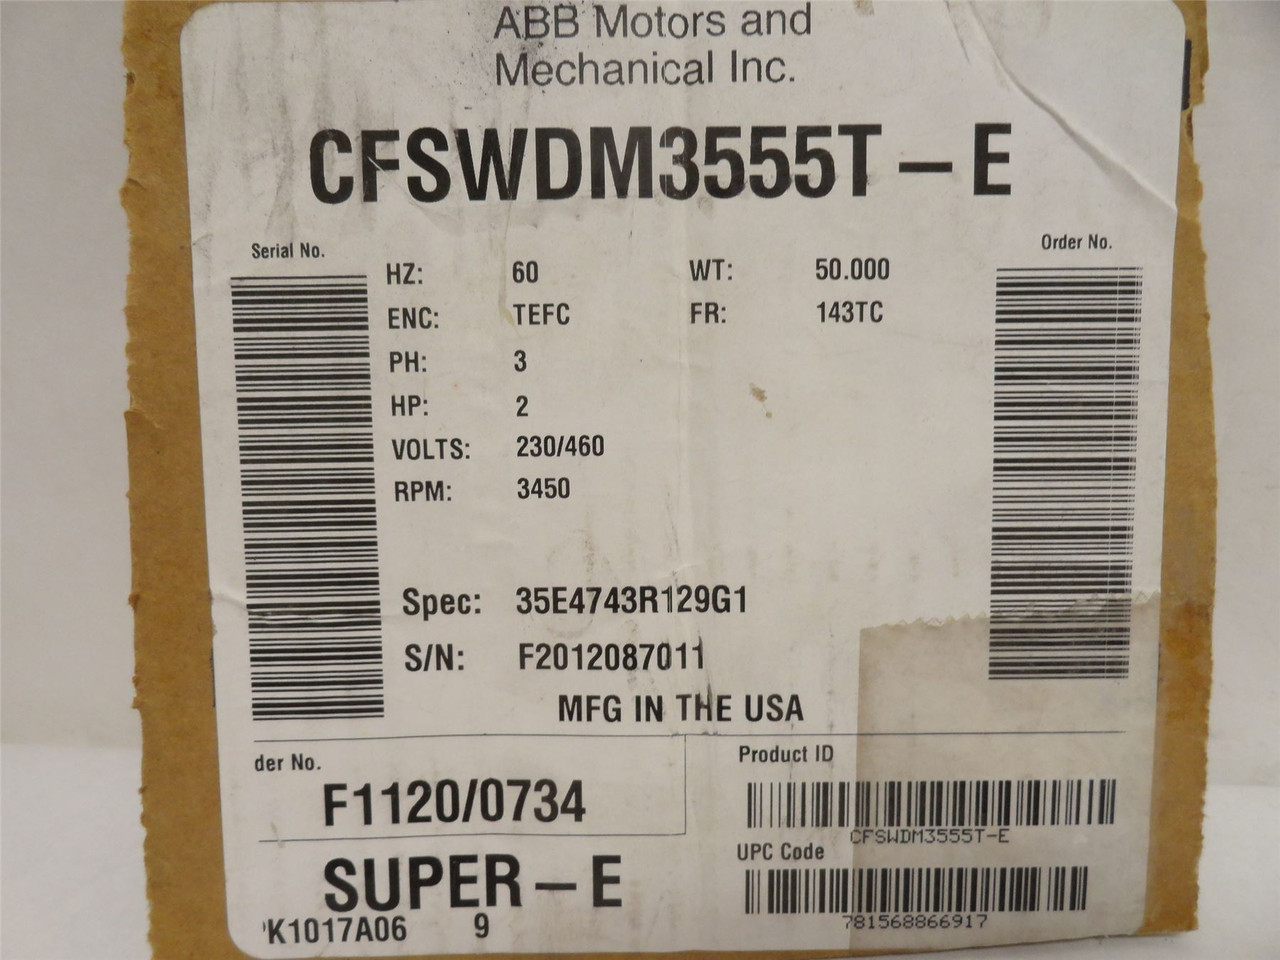 ABB Motors and
Mechanical Inc.
CFSWDM3555T-E
Serial No.
Order No.
HZ: 60 WT: 50.000
ENC: TEFC FR: 143TC
PH: 3
HP: 2
VOLTS: 230/460
RPM: 3450
Spec: 35E4743R129G1
S/N: F2012087011
MFG IN THE USA
der No.
F1120/0734
Product ID
CFSWDM3555T-E
UPC Code
781568866917
SUPER-E
K1017A06 9